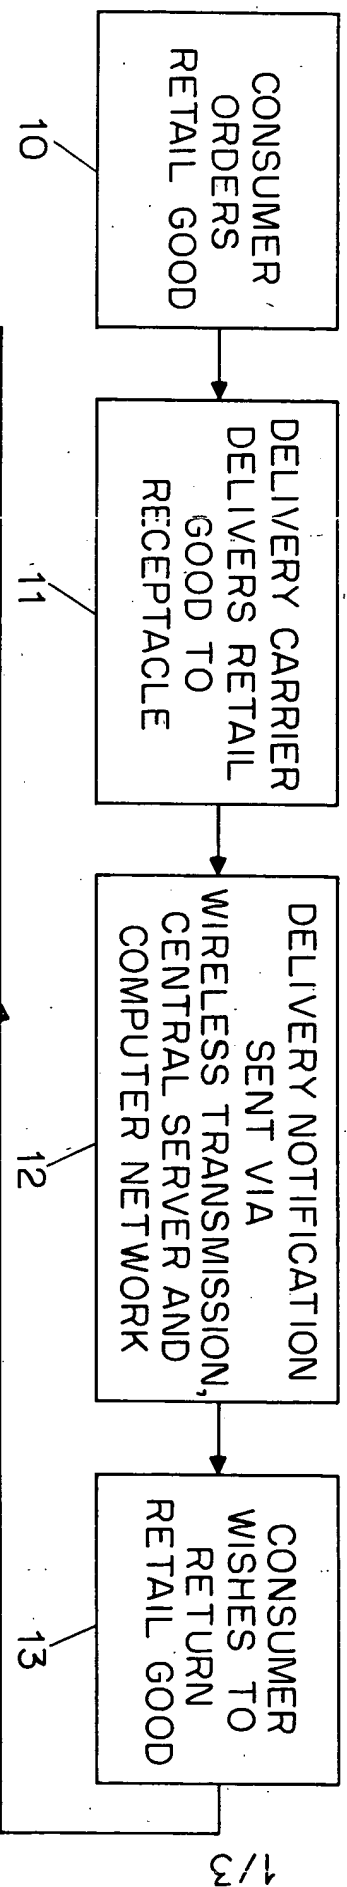 CONSUMER
ORDERS
RETAIL GOOD
10
DELIVERY CARRIER
DELIVERS RETAIL
GOOD TO
RECEPTACLE
11
DELIVERY NOTIFICATION
SENT VIA
WIRELESS TRANSMISSION,
CENTRAL SERVER AND
COMPUTER NETWORK
12
CONSUMER
WISHES TO
RETURN
RETAIL GOOD
13
1/3